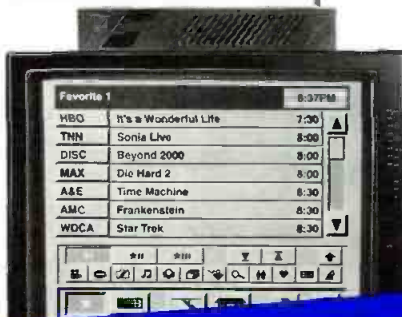 Favorite 1 8:37PM
HBO It's a Wonderful Life 7:30
TNN Sonia Live 8:00
DISC Beyond 2000 8:00
MAX Die Hard 2 8:00
A&E Time Machine 8:30
AMC Frankenstein 8:30
WDCA Star Trek 8:30